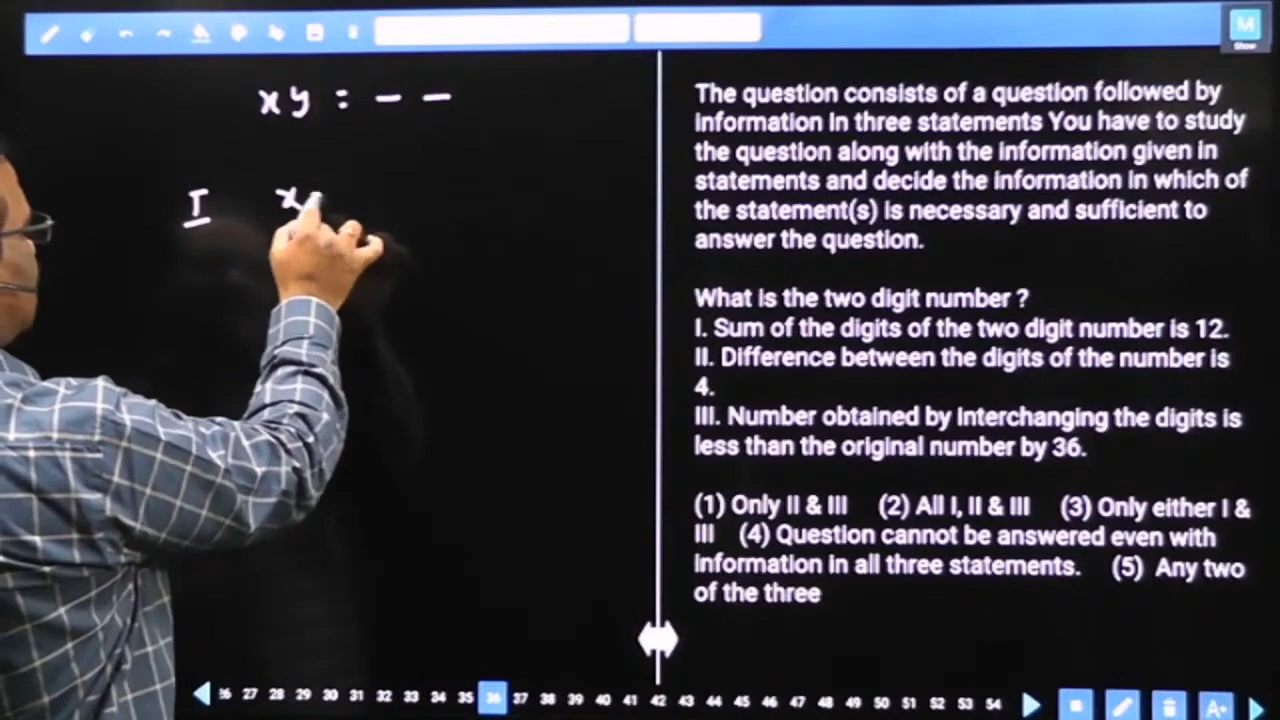 M
Show
xy : – –
I x
The question consists of a question followed by
information in three statements You have to study
the question along with the information given in
statements and decide the information in which of
the statement(s) is necessary and sufficient to
answer the question.
What is the two digit number ?
I. Sum of the digits of the two digit number is 12.
II. Difference between the digits of the number is
4.
III. Number obtained by interchanging the digits is
less than the original number by 36.
(1) Only II & III (2) All I, II & III (3) Only either I &
III (4) Question cannot be answered even with
information in all three statements. (5) Any two
of the three
27 28 29 30 31 32 33 34 35 36 37 38 39 40 41 42 43 44 45 46 47 48 49 50 51 52 53 54 A+